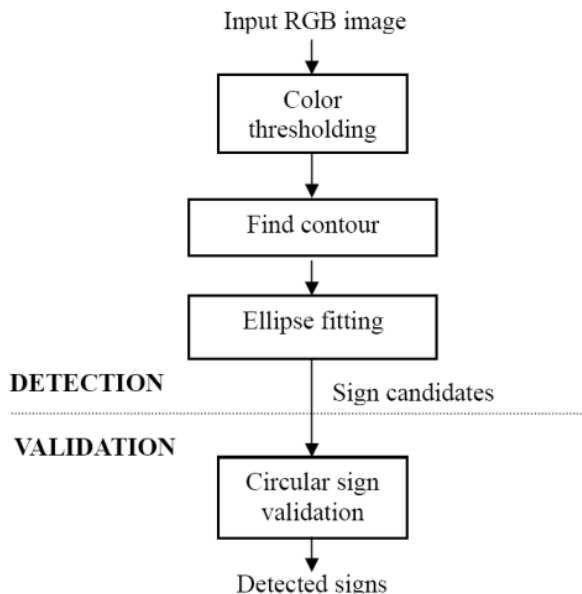 Input RGB image
Color
thresholding
Find contour
Ellipse fitting
DETECTION
Sign candidates
VALIDATION
Circular sign
validation
Detected signs